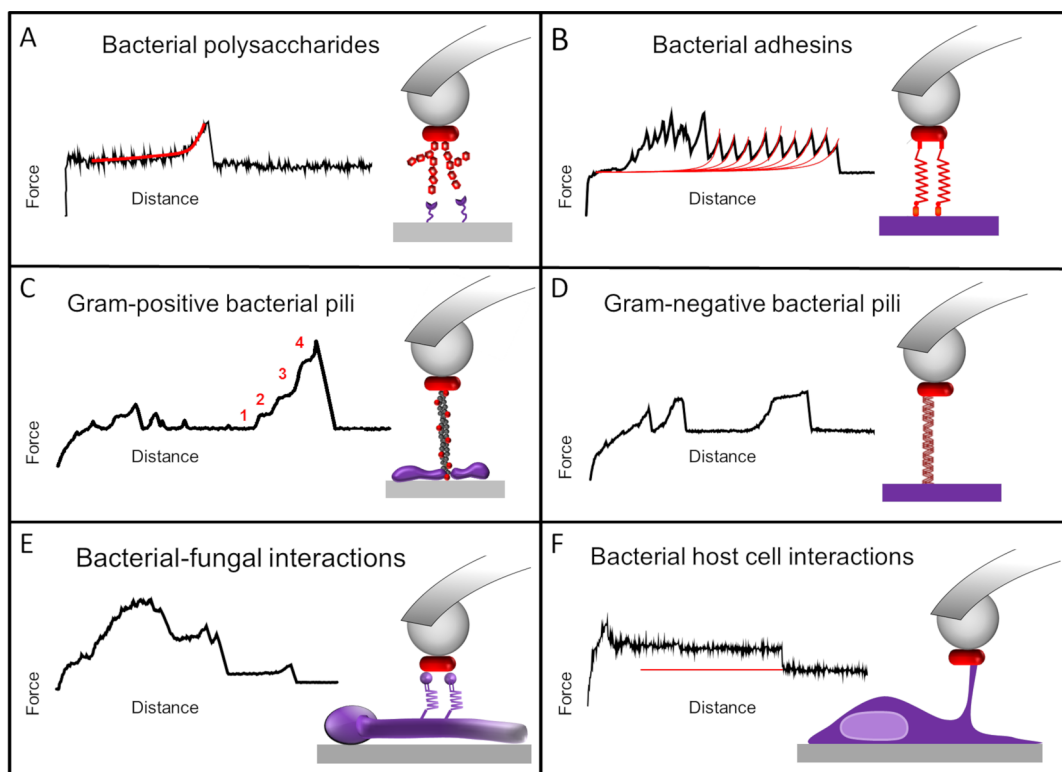 A
Bacterial polysaccharides
Force
Distance
B
Bacterial adhesins
Force
Distance
C
Gram-positive bacterial pili
4
3
2
1
Force
Distance
D
Gram-negative bacterial pili
Force
Distance
E
Bacterial-fungal interactions
Force
Distance
F
Bacterial host cell interactions
Force
Distance